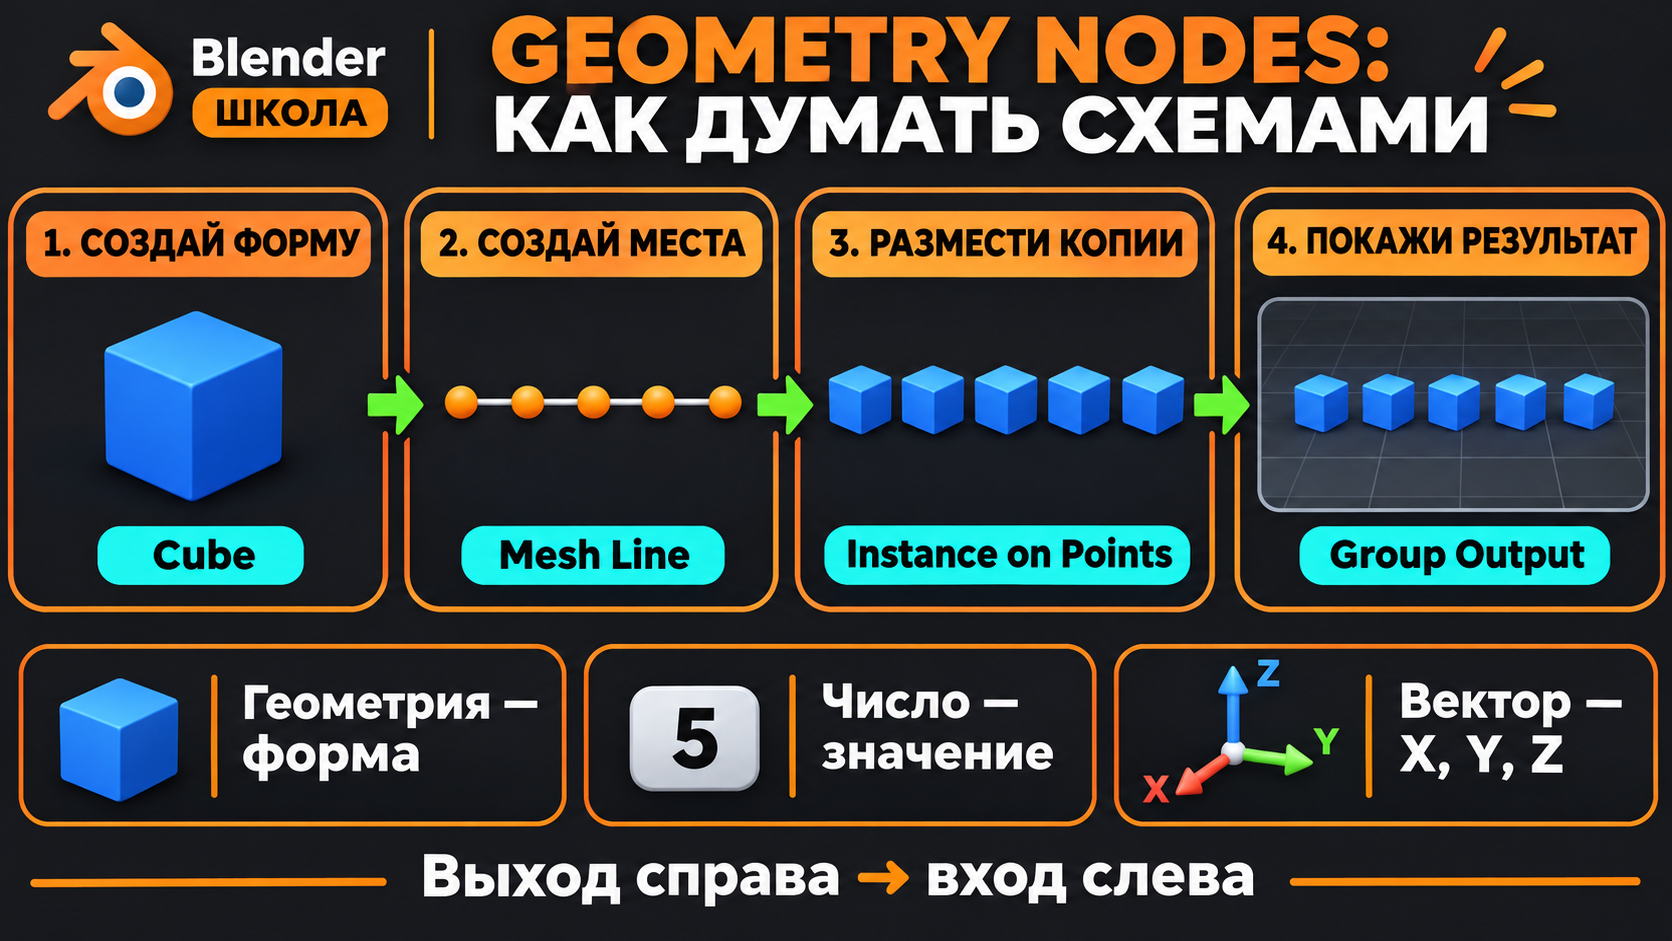 Blender
ШКОЛА
GEOMETRY NODES:
КАК ДУМАТЬ СХЕМАМИ
1. СОЗДАЙ ФОРМУ
2. СОЗДАЙ МЕСТА
3. РАЗМЕСТИ КОПИИ
4. ПОКАЖИ РЕЗУЛЬТАТ
Cube
Mesh Line
Instance on Points
Group Output
Геометрия —
форма
5
Число —
значение
Z
Y
X
Вектор —
X, Y, Z
Выход справа → вход слева